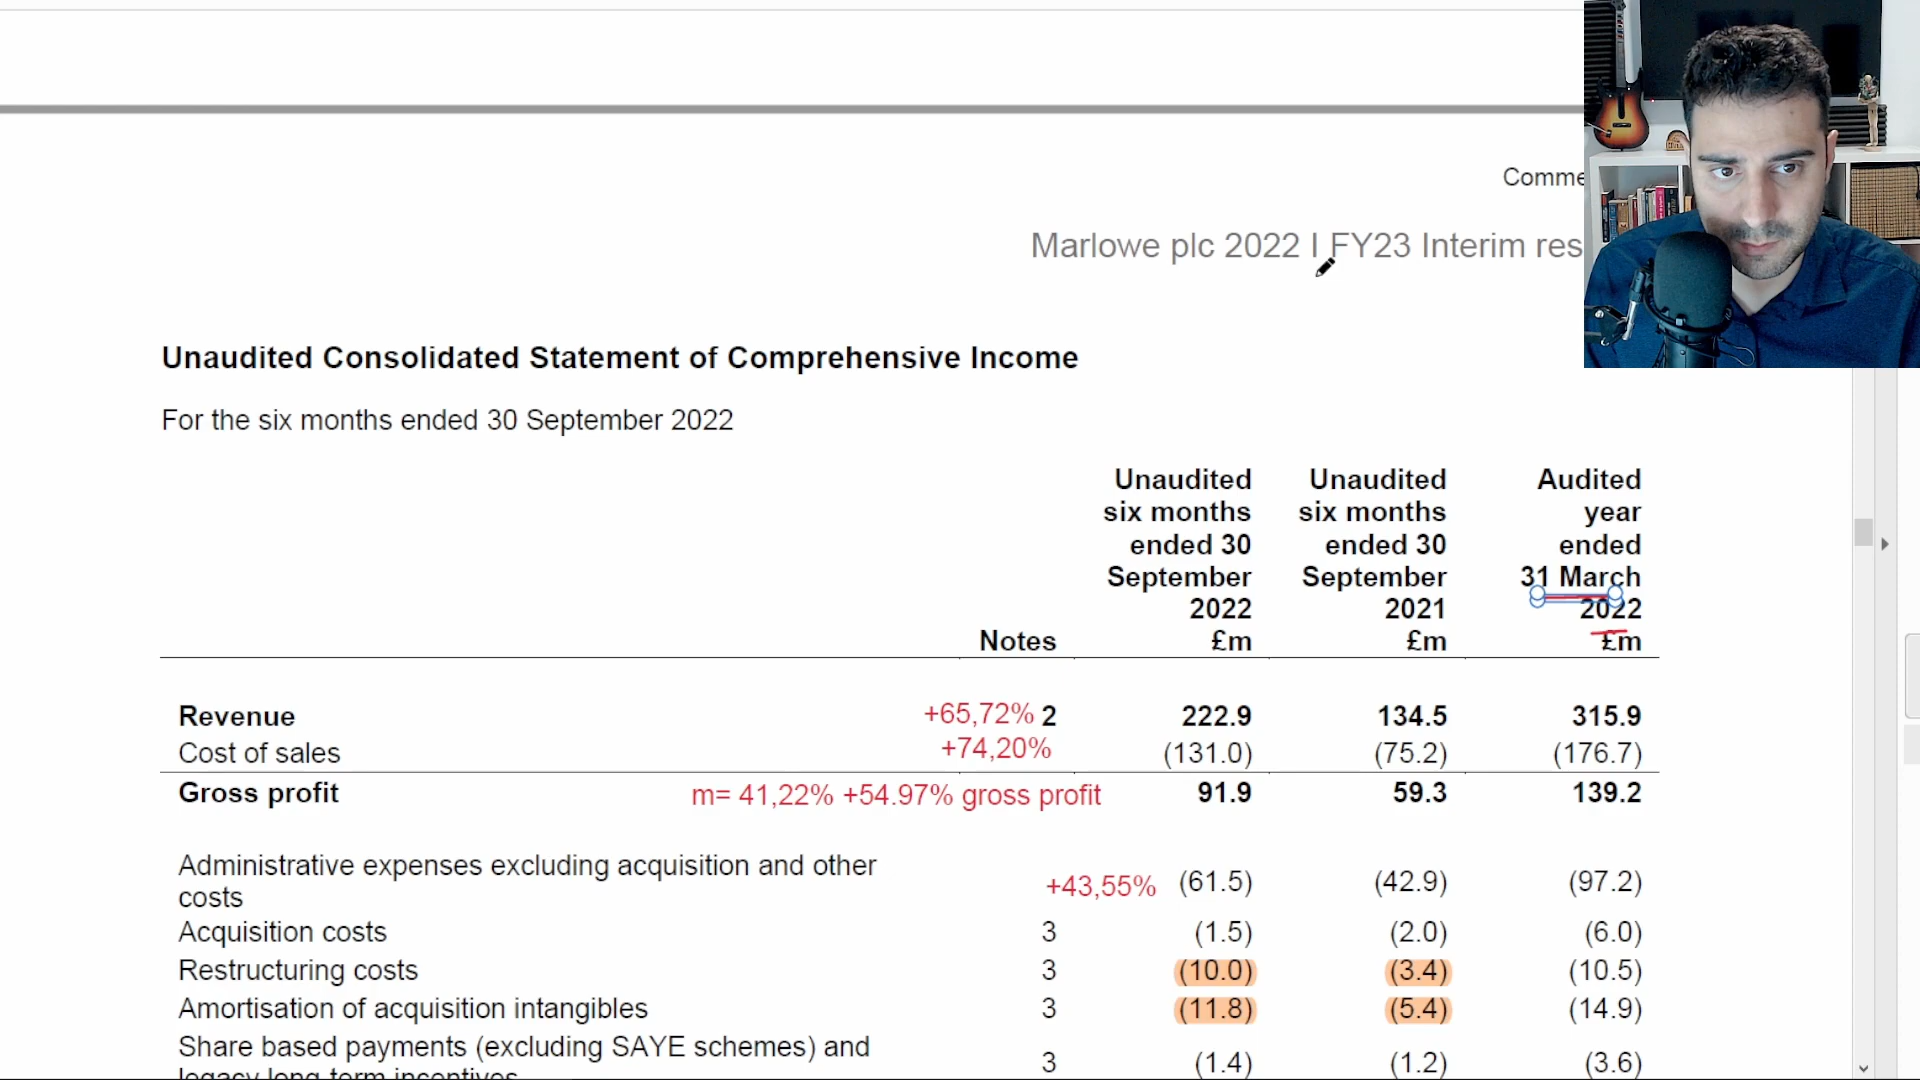 Comme
Marlowe plc 2022 I FY23 Interim res
Unaudited Consolidated Statement of Comprehensive Income
For the six months ended 30 September 2022
Unaudited Unaudited Audited
six months six months year
ended 30 ended 30 ended
September September 31 March
2022 2021 2022
Notes £m £m £m
Revenue +65,72% 2 222.9 134.5 315.9
Cost of sales +74,20% (131.0) (75.2) (176.7)
Gross profit m= 41,22% +54.97% gross profit 91.9 59.3 139.2
Administrative expenses excluding acquisition and other
costs +43,55% (61.5) (42.9) (97.2)
Acquisition costs 3 (1.5) (2.0) (6.0)
Restructuring costs 3 (10.0) (3.4) (10.5)
Amortisation of acquisition intangibles 3 (11.8) (5.4) (14.9)
Share based payments (excluding SAYE schemes) and 3 (1.4) (1.2) (3.6)
legacy long term incentives